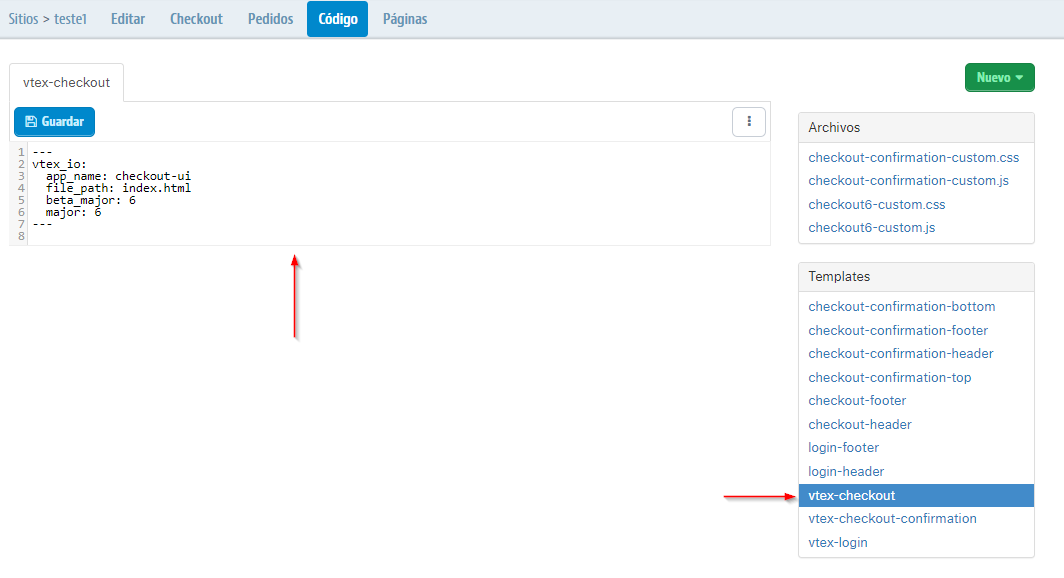 Sitios > teste1 Editar Checkout Pedidos Código Páginas
vtex-checkout
Nuevo
Guardar
1 ---
2 vtex_io:
3   app_name: checkout-ui
4   file_path: index.html
5   beta_major: 6
6   major: 6
7 ---
8
Archivos
checkout-confirmation-custom.css
checkout-confirmation-custom.js
checkout6-custom.css
checkout6-custom.js
Templates
checkout-confirmation-bottom
checkout-confirmation-footer
checkout-confirmation-header
checkout-confirmation-top
checkout-footer
checkout-header
login-footer
login-header
vtex-checkout
vtex-checkout-confirmation
vtex-login